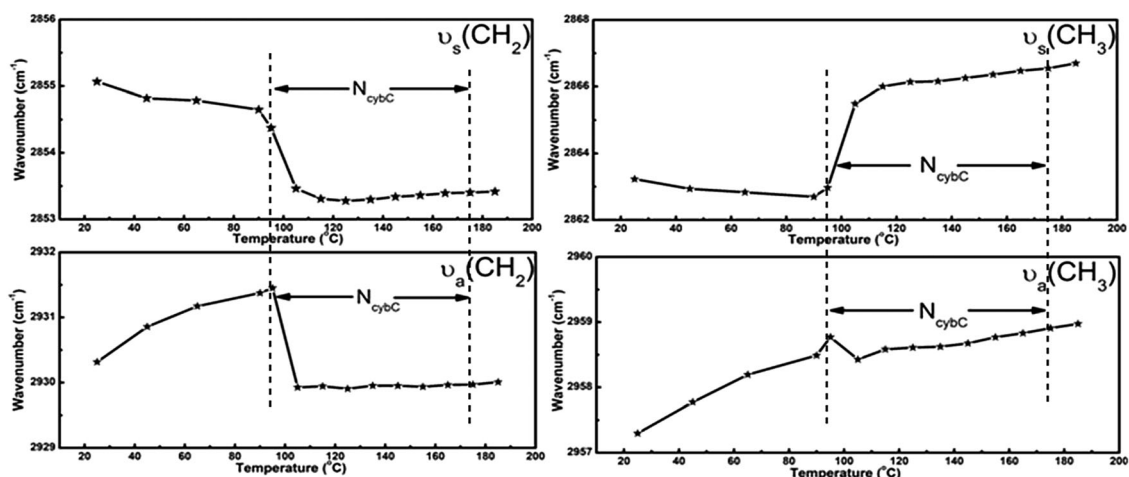 2856
2855
2854
2853
Wavenumber (cm⁻¹)
υs(CH2)
NcybC
20 40 60 80 100 120 140 160 180 200
Temperature (°C)
2868
2866
2864
2862
Wavenumber (cm⁻¹)
υs(CH3)
NcybC
20 40 60 80 100 120 140 160 180 200
Temperature (°C)
2932
2931
2930
2929
Wavenumber (cm⁻¹)
υa(CH2)
NcybC
20 40 60 80 100 120 140 160 180 200
Temperature (°C)
2960
2959
2958
2957
Wavenumber (cm⁻¹)
υa(CH3)
NcybC
20 40 60 80 100 120 140 160 180 200
Temperature (°C)